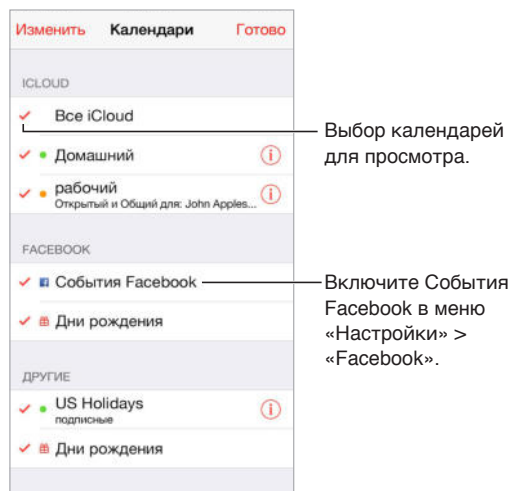 Изменить Календари Готово
ICLOUD
Все iCloud
Домашний
рабочий
Открытый и Общий для: John Apples...
FACEBOOK
События Facebook
Дни рождения
ДРУГИЕ
US Holidays
подписные
Дни рождения
Выбор календарей
для просмотра.
Включите События
Facebook в меню
«Настройки» >
«Facebook».